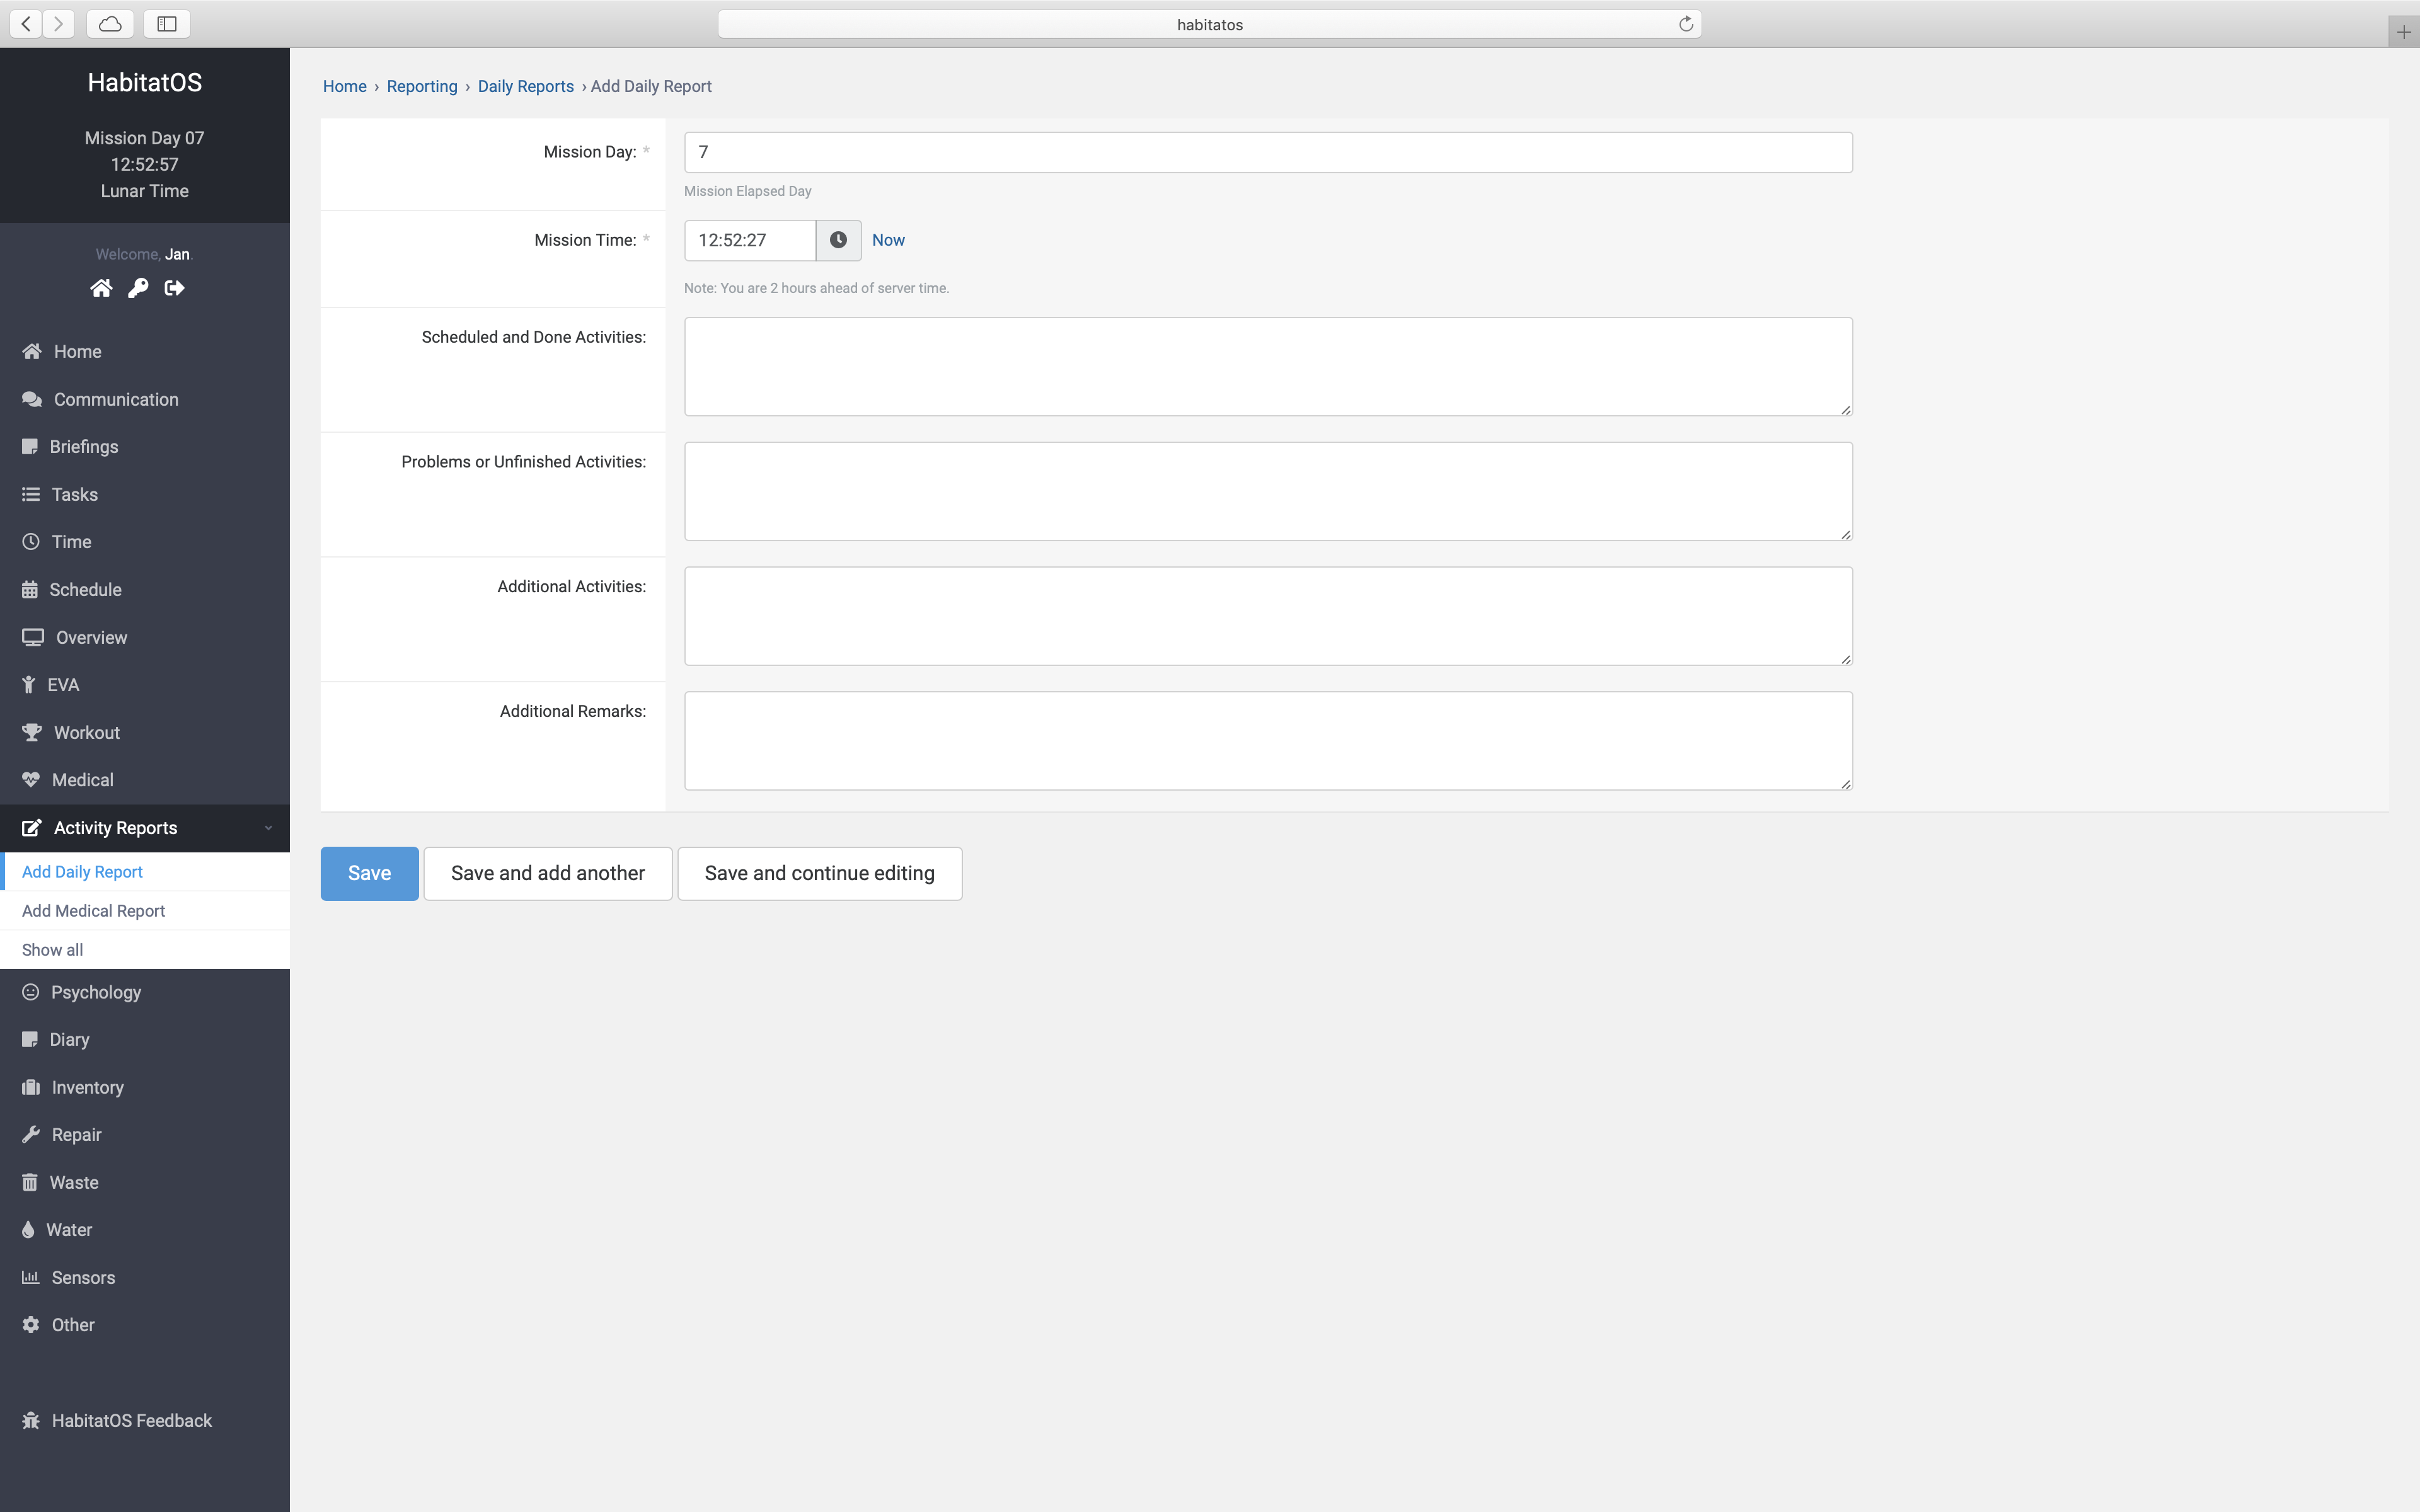 habitatos
HabitatOS
Mission Day 07
12:52:57
Lunar Time
Welcome, Jan.
Home
Communication
Briefings
Tasks
Time
Schedule
Overview
EVA
Workout
Medical
Activity Reports
Add Daily Report
Add Medical Report
Show all
Psychology
Diary
Inventory
Repair
Waste
Water
Sensors
Other
HabitatOS Feedback
Home › Reporting › Daily Reports › Add Daily Report
Mission Day: * 7
Mission Elapsed Day
Mission Time: * 12:52:27 Now
Note: You are 2 hours ahead of server time.
Scheduled and Done Activities:
Problems or Unfinished Activities:
Additional Activities:
Additional Remarks:
Save Save and add another Save and continue editing